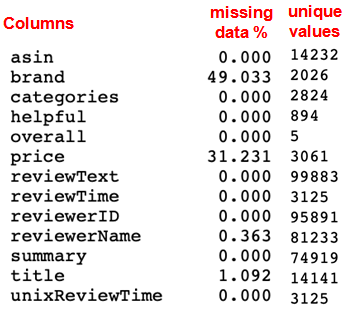 Columns missing data % unique values
asin 0.000 14232
brand 49.033 2026
categories 0.000 2824
helpful 0.000 894
overall 0.000 5
price 31.231 3061
reviewText 0.000 99883
reviewTime 0.000 3125
reviewerID 0.000 95891
reviewerName 0.363 81233
summary 0.000 74919
title 1.092 14141
unixReviewTime 0.000 3125